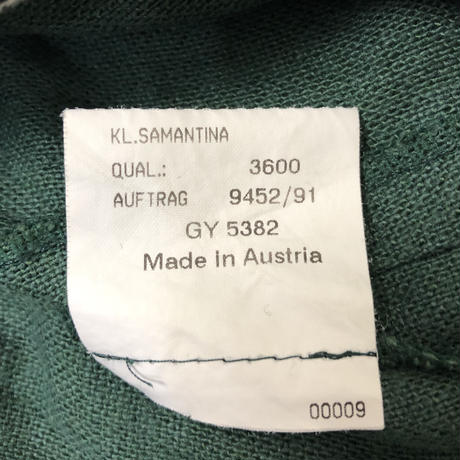 KL.SAMANTINA
QUAL.: 3600
AUFTRAG 9452/91
GY 5382
Made in Austria
00009